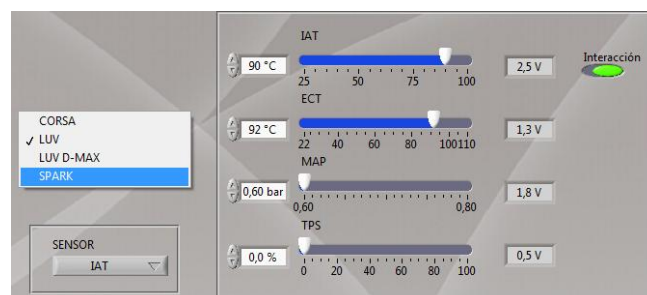 CORSA
✓ LUV
LUV D-MAX
SPARK
SENSOR
IAT
IAT
90 °C
25 50 75 100
2,5 V
Interacción
ECT
92 °C
22 40 60 80 100110
1,3 V
MAP
0,60 bar
0,60 0,80
1,8 V
TPS
0,0 %
0 20 40 60 80 100
0,5 V